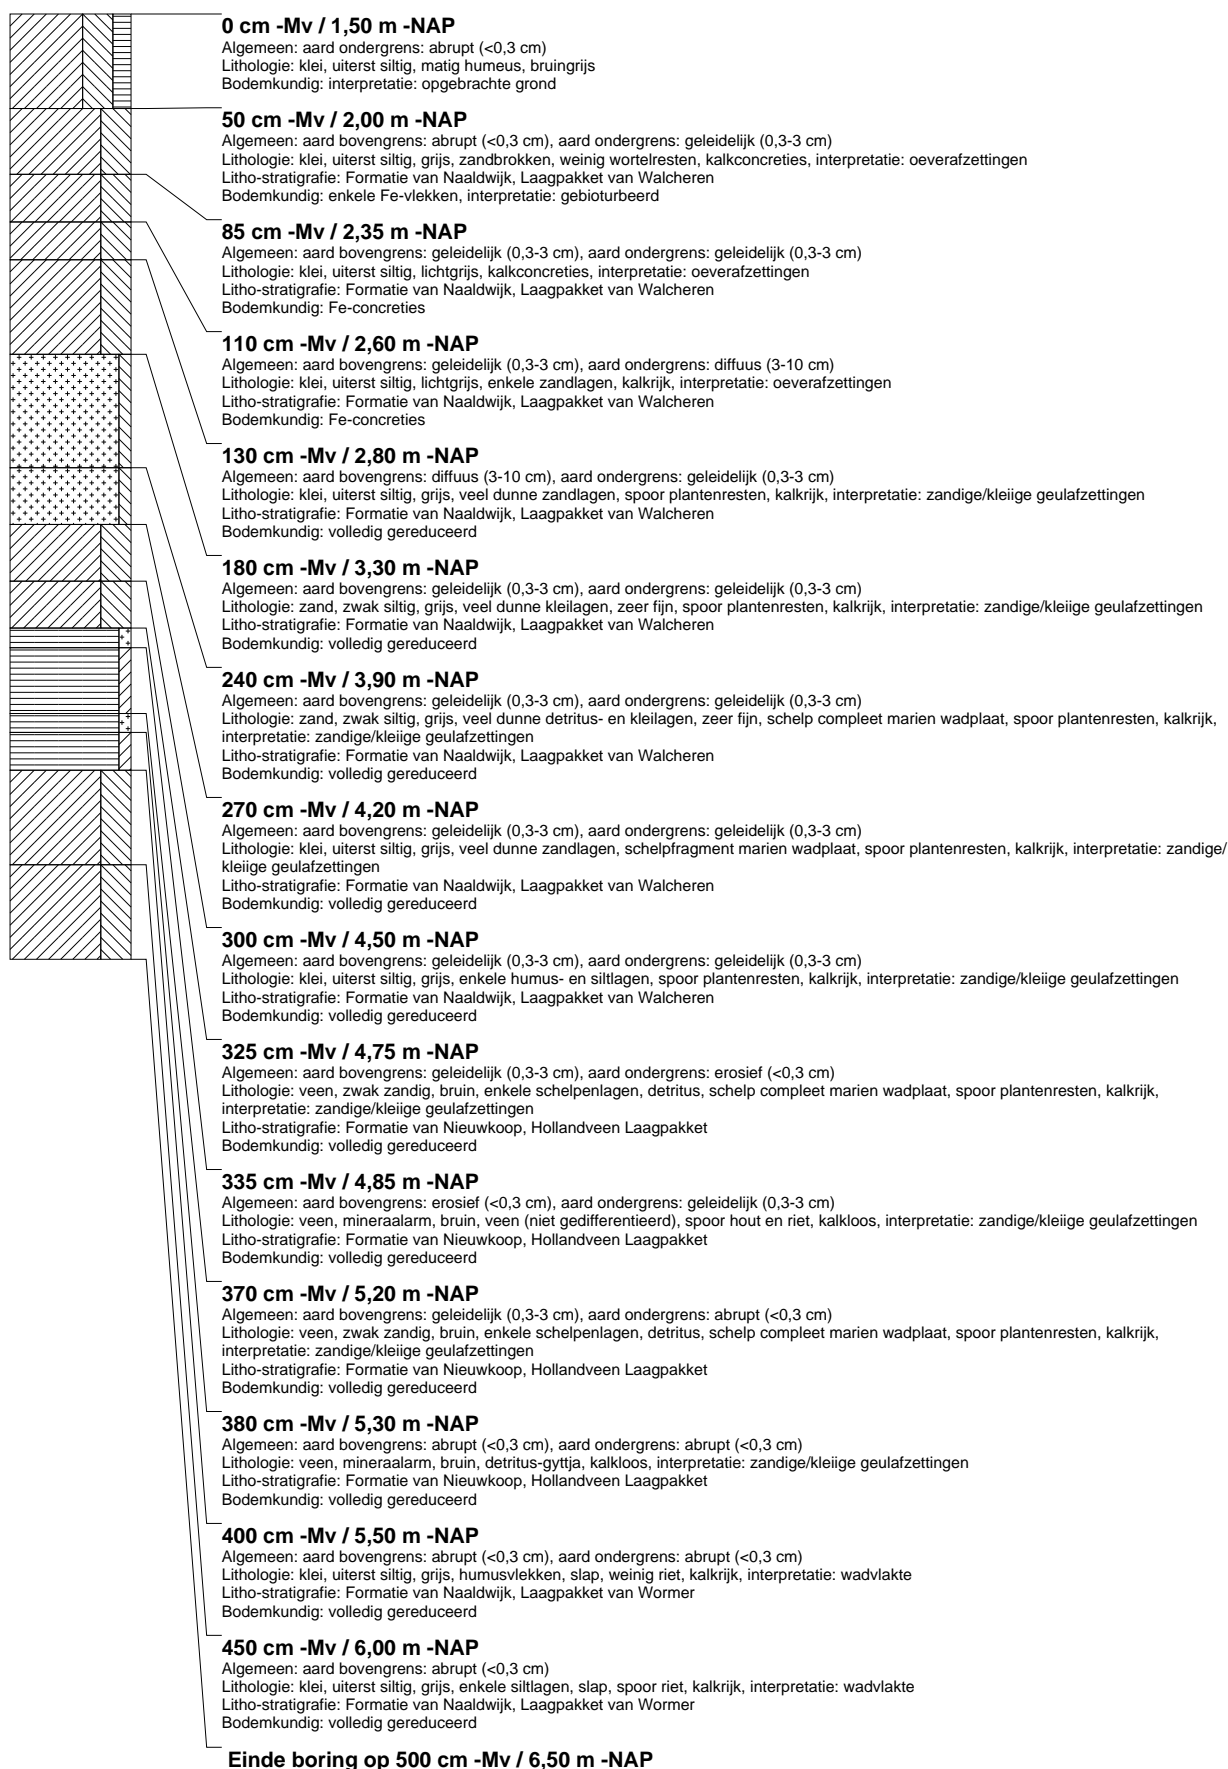 0 cm -Mv / 1,50 m -NAP
Algemeen: aard ondergrens: abrupt (<0,3 cm)
Lithologie: klei, uiterst siltig, matig humeus, bruingrijs
Bodemkundig: interpretatie: opgebrachte grond
50 cm -Mv / 2,00 m -NAP
Algemeen: aard bovengrens: abrupt (<0,3 cm), aard ondergrens: geleidelijk (0,3-3 cm)
Lithologie: klei, uiterst siltig, grijs, zandbrokken, weinig wortelresten, kalkconcreties, interpretatie: oeverafzettingen
Litho-stratigrafie: Formatie van Naaldwijk, Laagpakket van Walcheren
Bodemkundig: enkele Fe-vlekken, interpretatie: gebioturbeerd
85 cm -Mv / 2,35 m -NAP
Algemeen: aard bovengrens: geleidelijk (0,3-3 cm), aard ondergrens: geleidelijk (0,3-3 cm)
Lithologie: klei, uiterst siltig, lichtgrijs, kalkconcreties, interpretatie: oeverafzettingen
Litho-stratigrafie: Formatie van Naaldwijk, Laagpakket van Walcheren
Bodemkundig: Fe-concreties
110 cm -Mv / 2,60 m -NAP
Algemeen: aard bovengrens: geleidelijk (0,3-3 cm), aard ondergrens: diffuus (3-10 cm)
Lithologie: klei, uiterst siltig, lichtgrijs, enkele zandlagen, kalkrijk, interpretatie: oeverafzettingen
Litho-stratigrafie: Formatie van Naaldwijk, Laagpakket van Walcheren
Bodemkundig: Fe-concreties
130 cm -Mv / 2,80 m -NAP
Algemeen: aard bovengrens: diffuus (3-10 cm), aard ondergrens: geleidelijk (0,3-3 cm)
Lithologie: klei, uiterst siltig, grijs, veel dunne zandlagen, spoor plantenresten, kalkrijk, interpretatie: zandige/kleiige geulafzettingen
Litho-stratigrafie: Formatie van Naaldwijk, Laagpakket van Walcheren
Bodemkundig: volledig gereduceerd
180 cm -Mv / 3,30 m -NAP
Algemeen: aard bovengrens: geleidelijk (0,3-3 cm), aard ondergrens: geleidelijk (0,3-3 cm)
Lithologie: zand, zwak siltig, grijs, veel dunne kleilagen, zeer fijn, spoor plantenresten, kalkrijk, interpretatie: zandige/kleiige geulafzettingen
Litho-stratigrafie: Formatie van Naaldwijk, Laagpakket van Walcheren
Bodemkundig: volledig gereduceerd
240 cm -Mv / 3,90 m -NAP
Algemeen: aard bovengrens: geleidelijk (0,3-3 cm), aard ondergrens: geleidelijk (0,3-3 cm)
Lithologie: zand, zwak siltig, grijs, veel dunne detritus- en kleilagen, zeer fijn, schelp compleet marien wadplaat, spoor plantenresten, kalkrijk,
interpretatie: zandige/kleiige geulafzettingen
Litho-stratigrafie: Formatie van Naaldwijk, Laagpakket van Walcheren
Bodemkundig: volledig gereduceerd
270 cm -Mv / 4,20 m -NAP
Algemeen: aard bovengrens: geleidelijk (0,3-3 cm), aard ondergrens: geleidelijk (0,3-3 cm)
Lithologie: klei, uiterst siltig, grijs, veel dunne zandlagen, schelpfragment marien wadplaat, spoor plantenresten, kalkrijk, interpretatie: zandige/
kleiige geulafzettingen
Litho-stratigrafie: Formatie van Naaldwijk, Laagpakket van Walcheren
Bodemkundig: volledig gereduceerd
300 cm -Mv / 4,50 m -NAP
Algemeen: aard bovengrens: geleidelijk (0,3-3 cm), aard ondergrens: geleidelijk (0,3-3 cm)
Lithologie: klei, uiterst siltig, grijs, enkele humus- en siltlagen, spoor plantenresten, kalkrijk, interpretatie: zandige/kleiige geulafzettingen
Litho-stratigrafie: Formatie van Naaldwijk, Laagpakket van Walcheren
Bodemkundig: volledig gereduceerd
325 cm -Mv / 4,75 m -NAP
Algemeen: aard bovengrens: geleidelijk (0,3-3 cm), aard ondergrens: erosief (<0,3 cm)
Lithologie: veen, zwak zandig, bruin, enkele schelpenlagen, detritus, schelp compleet marien wadplaat, spoor plantenresten, kalkrijk,
interpretatie: zandige/kleiige geulafzettingen
Litho-stratigrafie: Formatie van Nieuwkoop, Hollandveen Laagpakket
Bodemkundig: volledig gereduceerd
335 cm -Mv / 4,85 m -NAP
Algemeen: aard bovengrens: erosief (<0,3 cm), aard ondergrens: geleidelijk (0,3-3 cm)
Lithologie: veen, mineraalarm, bruin, veen (niet gedifferentieerd), spoor hout en riet, kalkloos, interpretatie: zandige/kleiige geulafzettingen
Litho-stratigrafie: Formatie van Nieuwkoop, Hollandveen Laagpakket
Bodemkundig: volledig gereduceerd
370 cm -Mv / 5,20 m -NAP
Algemeen: aard bovengrens: geleidelijk (0,3-3 cm), aard ondergrens: abrupt (<0,3 cm)
Lithologie: veen, zwak zandig, bruin, enkele schelpenlagen, detritus, schelp compleet marien wadplaat, spoor plantenresten, kalkrijk,
interpretatie: zandige/kleiige geulafzettingen
Litho-stratigrafie: Formatie van Nieuwkoop, Hollandveen Laagpakket
Bodemkundig: volledig gereduceerd
380 cm -Mv / 5,30 m -NAP
Algemeen: aard bovengrens: abrupt (<0,3 cm), aard ondergrens: abrupt (<0,3 cm)
Lithologie: veen, mineraalarm, bruin, detritus-gyttja, kalkloos, interpretatie: zandige/kleiige geulafzettingen
Litho-stratigrafie: Formatie van Nieuwkoop, Hollandveen Laagpakket
Bodemkundig: volledig gereduceerd
400 cm -Mv / 5,50 m -NAP
Algemeen: aard bovengrens: abrupt (<0,3 cm), aard ondergrens: abrupt (<0,3 cm)
Lithologie: klei, uiterst siltig, grijs, humusvlekken, slap, weinig riet, kalkrijk, interpretatie: wadvlakte
Litho-stratigrafie: Formatie van Naaldwijk, Laagpakket van Wormer
Bodemkundig: volledig gereduceerd
450 cm -Mv / 6,00 m -NAP
Algemeen: aard bovengrens: abrupt (<0,3 cm)
Lithologie: klei, uiterst siltig, grijs, enkele siltlagen, slap, spoor riet, kalkrijk, interpretatie: wadvlakte
Litho-stratigrafie: Formatie van Naaldwijk, Laagpakket van Wormer
Bodemkundig: volledig gereduceerd
Einde boring op 500 cm -Mv / 6,50 m -NAP